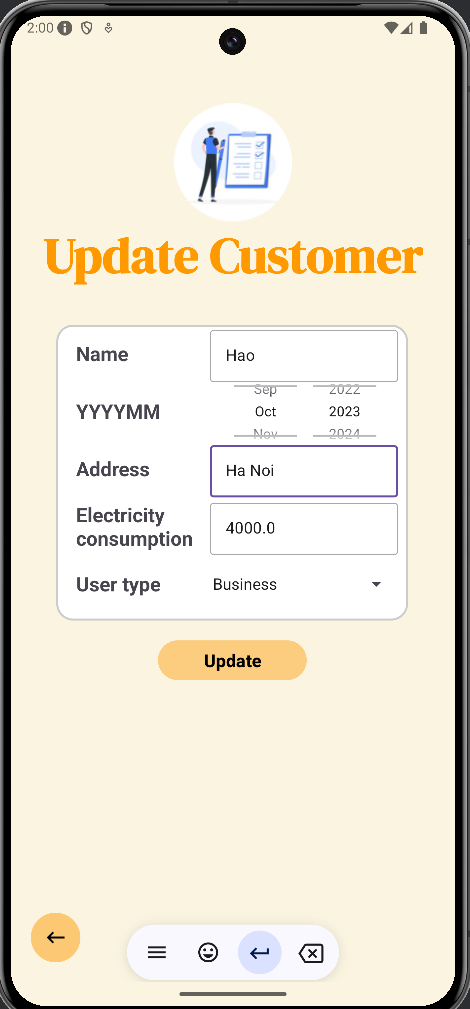 2:00
Update Customer
Name
Hao
Sep 2022
YYYYMM
Oct 2023
Nov 2024
Address
Ha Noi
Electricity
consumption
4000.0
User type
Business
Update